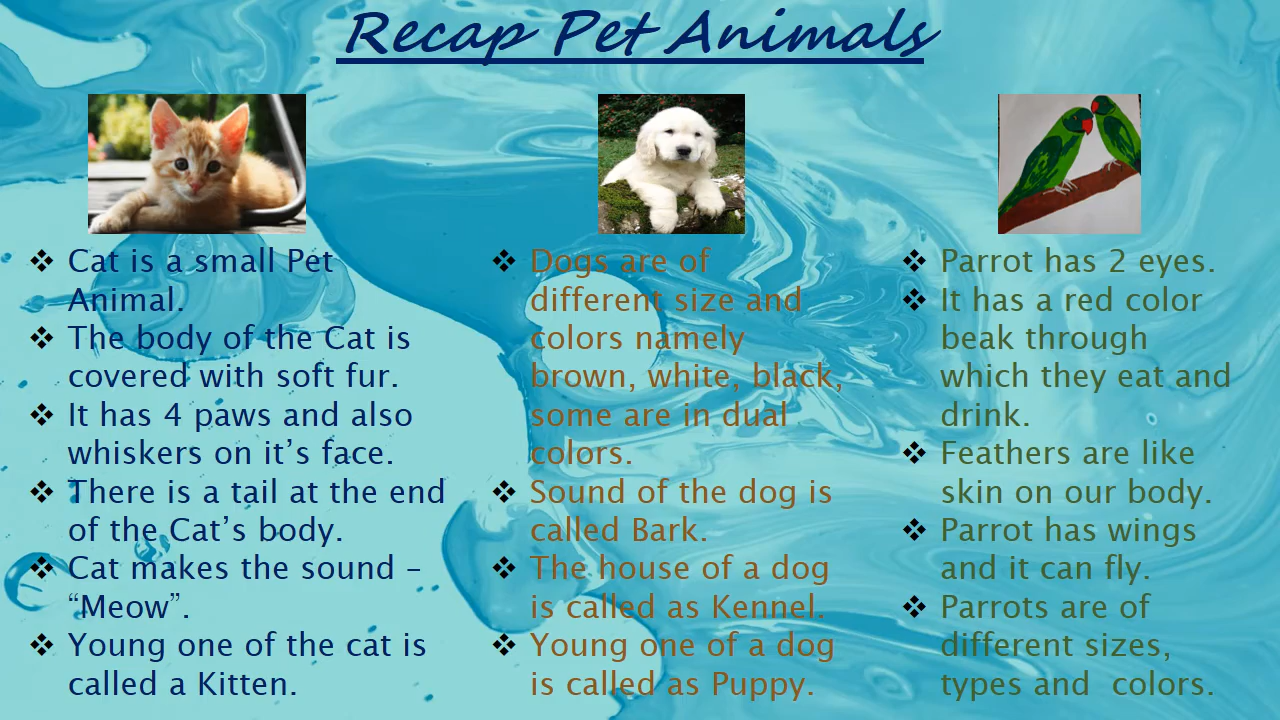 Recap Pet Animals
❖ Cat is a small Pet
Animal.
❖ The body of the Cat is
covered with soft fur.
❖ It has 4 paws and also
whiskers on it’s face.
❖ There is a tail at the end
of the Cat’s body.
❖ Cat makes the sound –
“Meow”.
❖ Young one of the cat is
called a Kitten.
❖ Dogs are of
different size and
colors namely
brown, white, black,
some are in dual
colors.
❖ Sound of the dog is
called Bark.
❖ The house of a dog
is called as Kennel.
❖ Young one of a dog
is called as Puppy.
❖ Parrot has 2 eyes.
❖ It has a red color
beak through
which they eat and
drink.
❖ Feathers are like
skin on our body.
❖ Parrot has wings
and it can fly.
❖ Parrots are of
different sizes,
types and  colors.